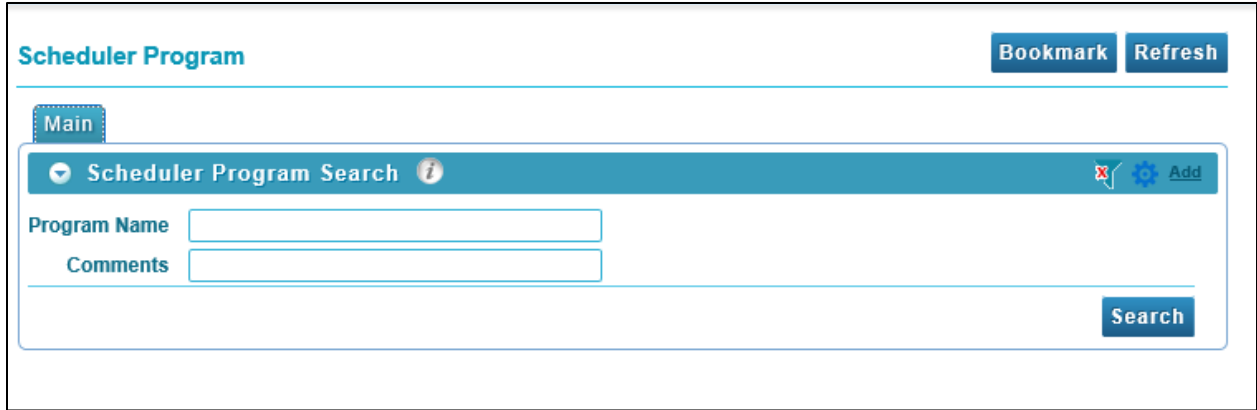 Scheduler Program
Bookmark Refresh
Main
Scheduler Program Search i Add
Program Name
Comments
Search